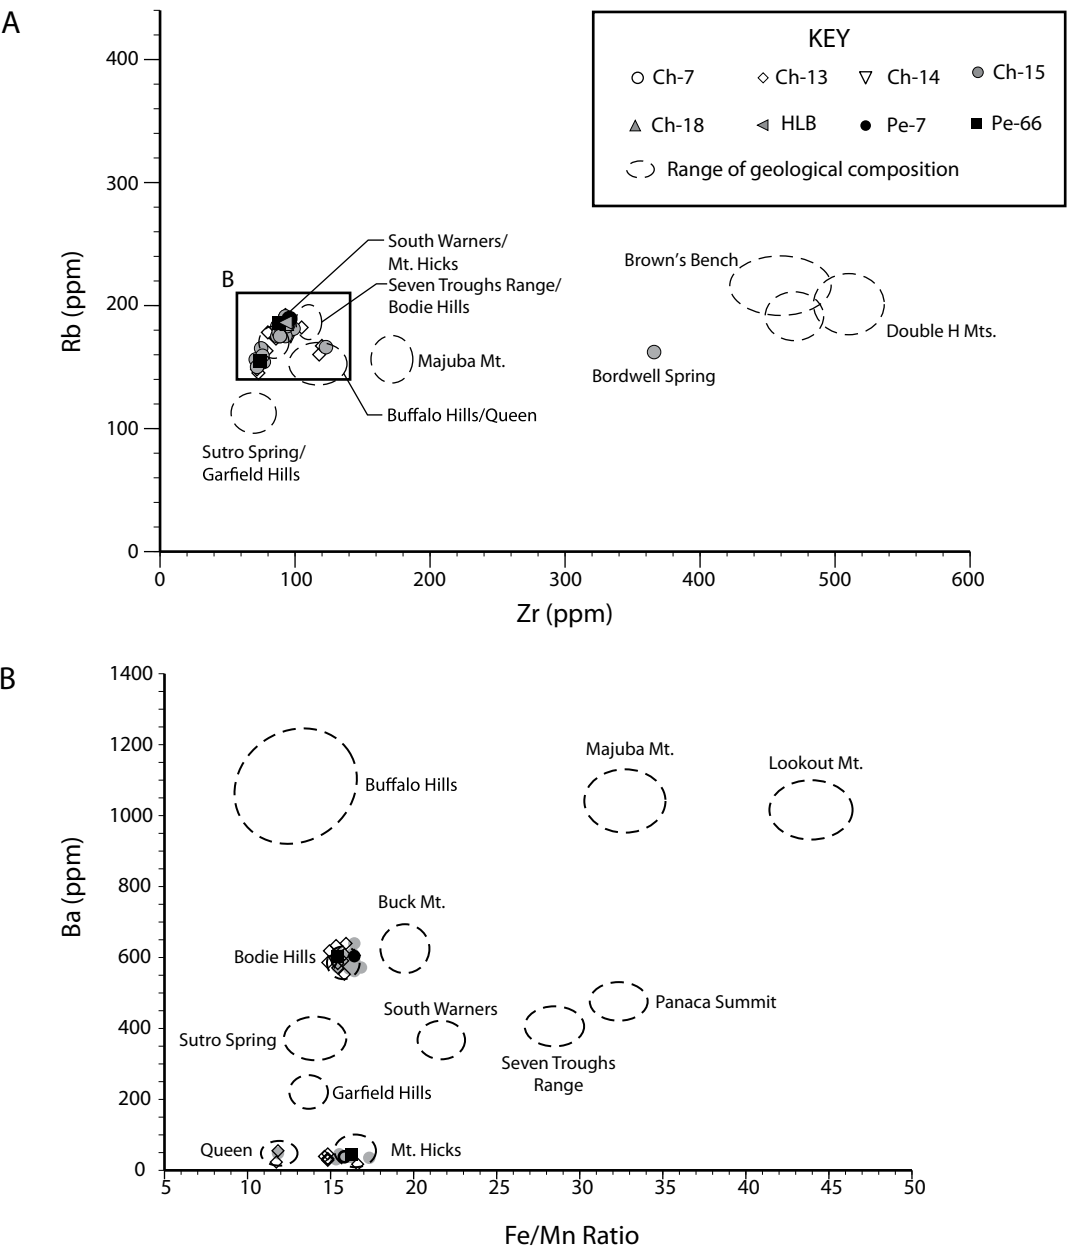 A
KEY
Ch-7
Ch-13
Ch-14
Ch-15
Ch-18
HLB
Pe-7
Pe-66
Range of geological composition
400
300
200
100
0
Rb (ppm)
B
South Warners/
Mt. Hicks
Seven Troughs Range/
Bodie Hills
Majuba Mt.
Buffalo Hills/Queen
Sutro Spring/
Garfield Hills
Brown's Bench
Double H Mts.
Bordwell Spring
0 100 200 300 400 500 600
Zr (ppm)
B
1400
1200
1000
800
600
400
200
0
Ba (ppm)
Majuba Mt.
Lookout Mt.
Buffalo Hills
Buck Mt.
Bodie Hills
South Warners
Panaca Summit
Sutro Spring
Seven Troughs
Range
Garfield Hills
Queen
Mt. Hicks
5 10 15 20 25 30 35 40 45 50
Fe/Mn Ratio